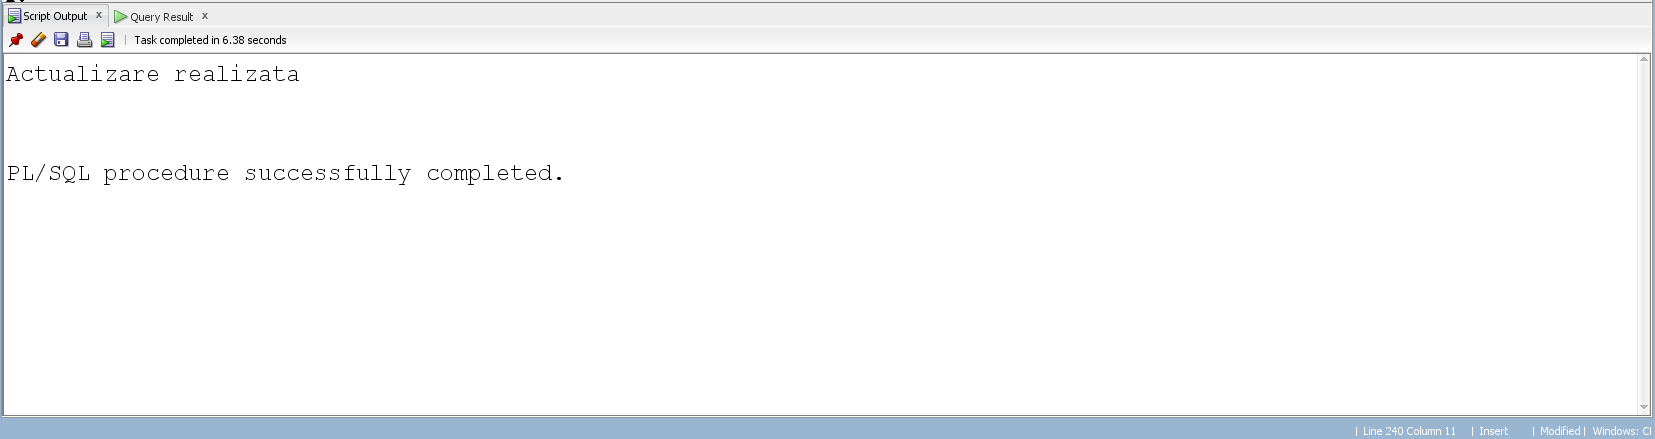 Script Output x Query Result x
Task completed in 6.38 seconds
Actualizare realizata
PL/SQL procedure successfully completed.
| Line 240 Column 11 | Insert | Modified | Windows: